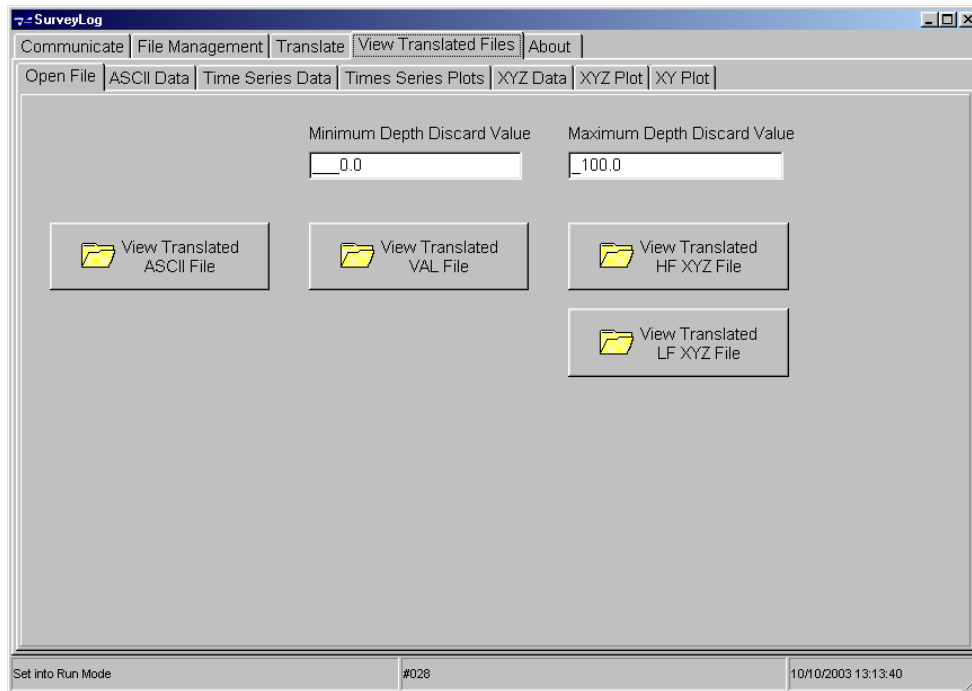 SurveyLog
Communicate File Management Translate View Translated Files About
Open File ASCII Data Time Series Data Times Series Plots XYZ Data XYZ Plot XY Plot
Minimum Depth Discard Value Maximum Depth Discard Value
___0.0 _100.0
View Translated
ASCII File
View Translated
VAL File
View Translated
HF XYZ File
View Translated
LF XYZ File
Set into Run Mode #028 10/10/2003 13:13:40